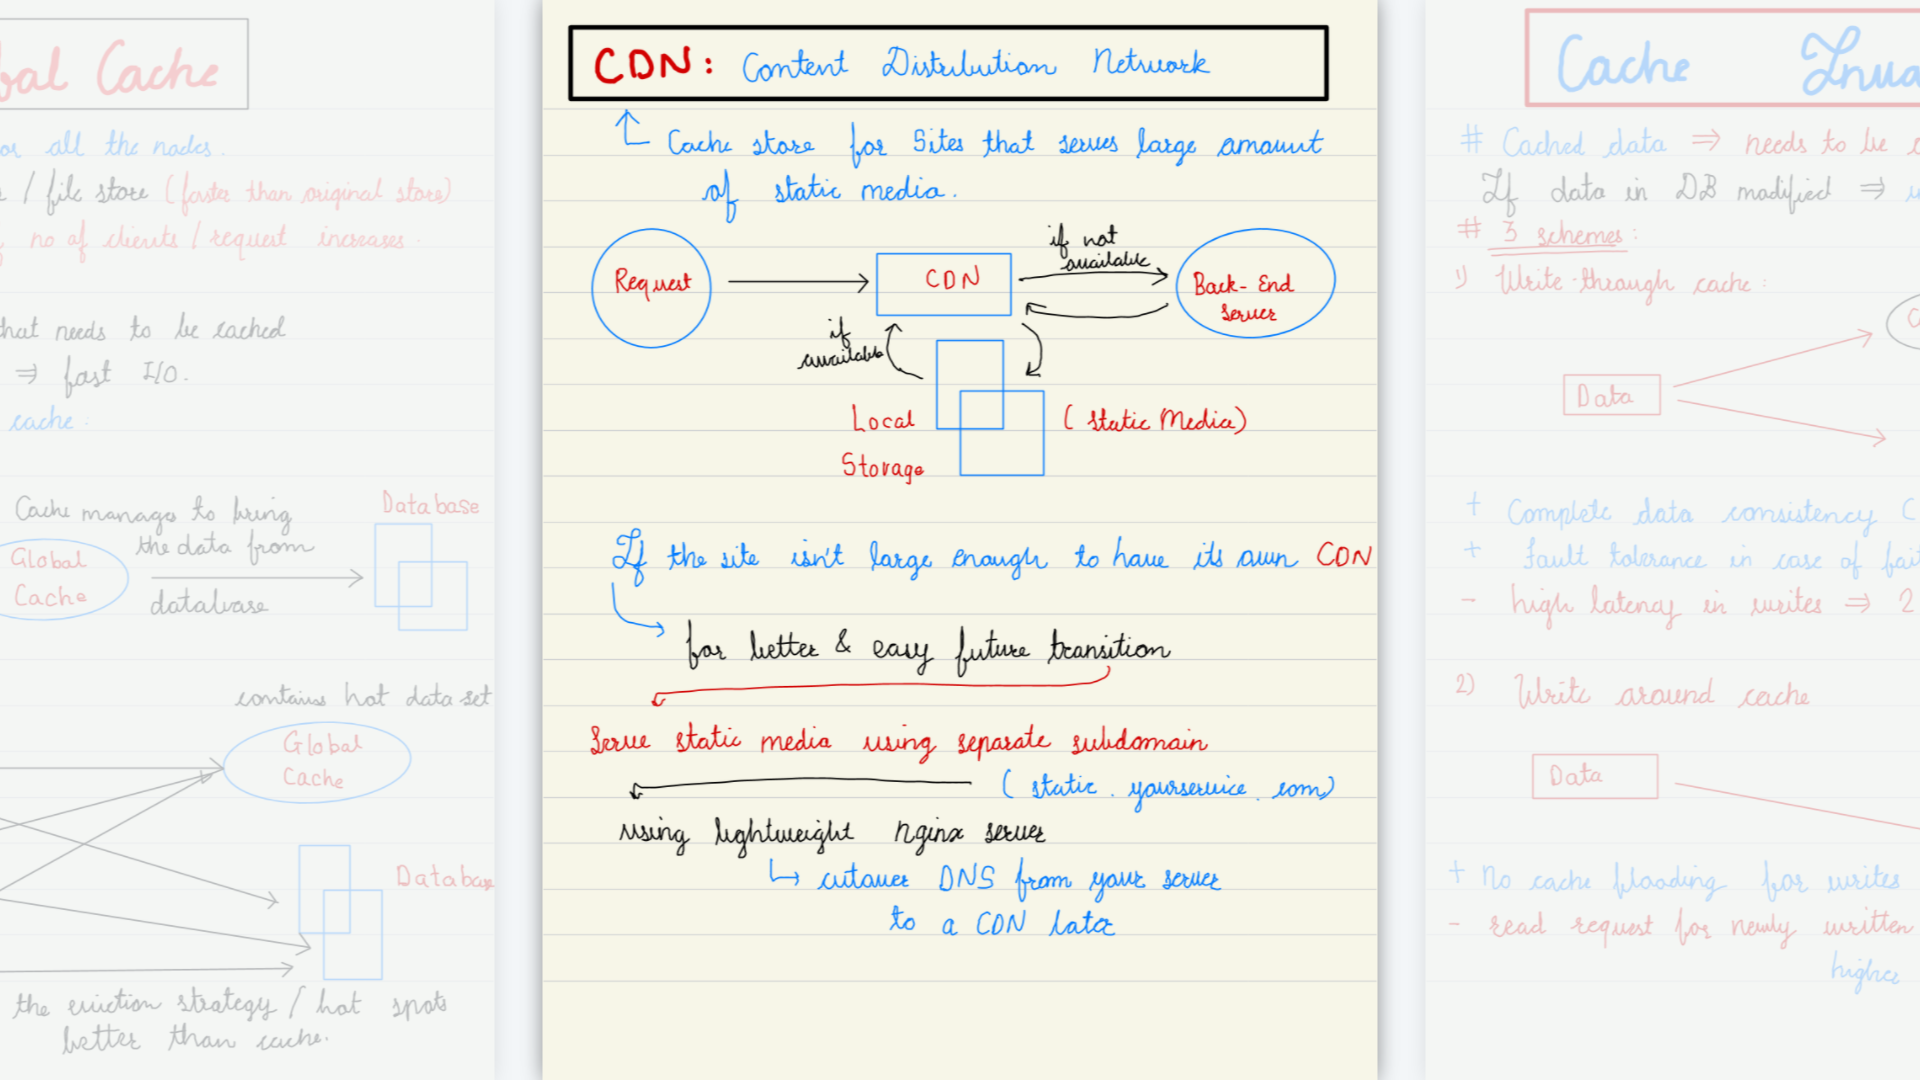 bal Cache
or all the nodes.
s / file store (faster than original store)
no of clients / request increases.
that needs to be cached
⇒ fast I/O.
cache.
Cache manages to bring
the data from
database
Database
Global
Cache
contains hot data set
Global
Cache
Databas
the eviction strategy / hot spots
better than cache.
CDN: Content Distribution Network
Cache store for Sites that serves large amount
of static media.
Request
CDN
if not
available
Back-End
server
if
available
Local
Storage
(Static Media)
If the site isn't large enough to have its own CDN
for better & easy future transition
Serve static media using separate subdomain
(static.yourservice.com)
using lightweight nginx server
↳ cutover DNS from your server
to a CDN later
Cache Inva
# Cached data ⇒ needs to be
If data in DB modified ⇒
# 3 schemes:
1) Write-through cache:
Data
+ Complete data consistency (
+ Fault tolerance in case of fai
- high latency in writes ⇒ 2
2) Write around cache
Data
+ No cache flooding for writes
- read request for newly written
higher